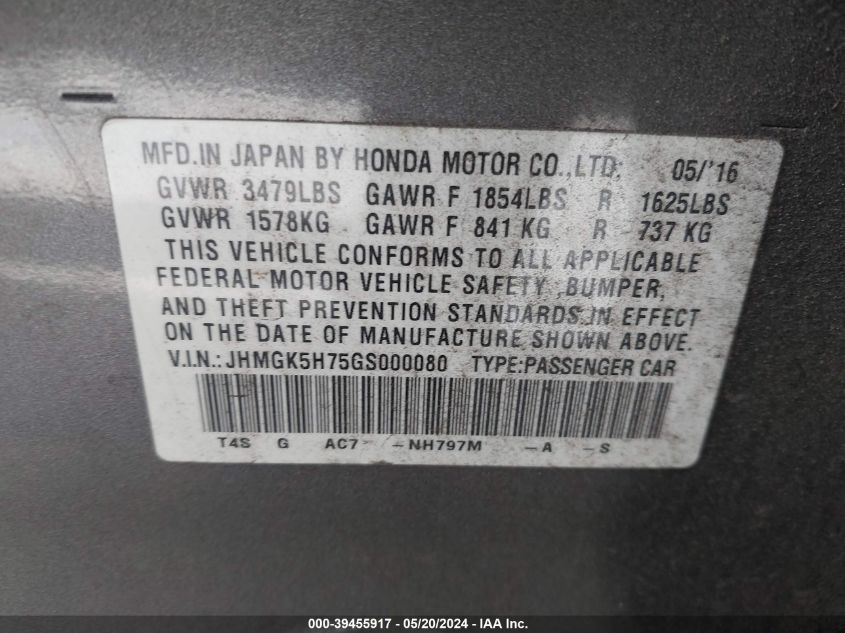 MFD.IN JAPAN BY HONDA MOTOR CO.,LTD. 05/'16
GVWR 3479LBS GAWR F 1854LBS R 1625LBS
GVWR 1578KG GAWR F 841 KG R 737 KG
THIS VEHICLE CONFORMS TO ALL APPLICABLE
FEDERAL MOTOR VEHICLE SAFETY ,BUMPER,
AND THEFT PREVENTION STANDARDS IN EFFECT
ON THE DATE OF MANUFACTURE SHOWN ABOVE.
V.I.N.: JHMGK5H75GS000080 TYPE:PASSENGER CAR
T4S G AC7 -NH797M -A -S
000-39455917 - 05/20/2024 - IAA Inc.